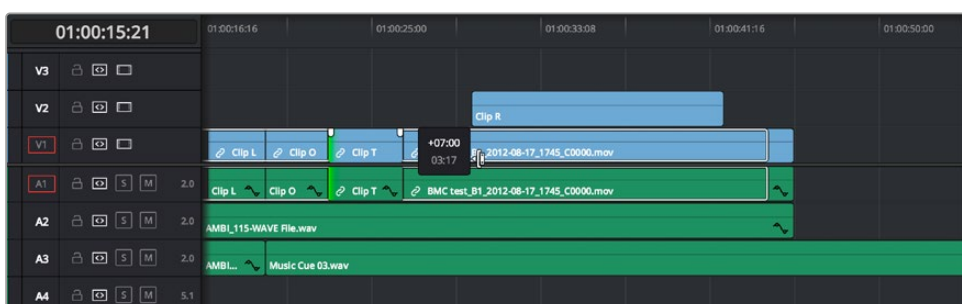 01:00:15:21 01:00:16:16 01:00:25:00 01:00:33:08 01:00:41:16 01:00:50:00
V3
V2 Clip R
V1 Clip L Clip O Clip T +07:00 03:17 2012-08-17_1745_C0000.mov
A1 S M 2.0 Clip L Clip O Clip T BMC test_B1_2012-08-17_1745_C0000.mov
A2 S M 2.0 AMBI_115-WAVE File.wav
A3 S M 2.0 AMBI... Music Cue 03.wav
A4 S M 5.1